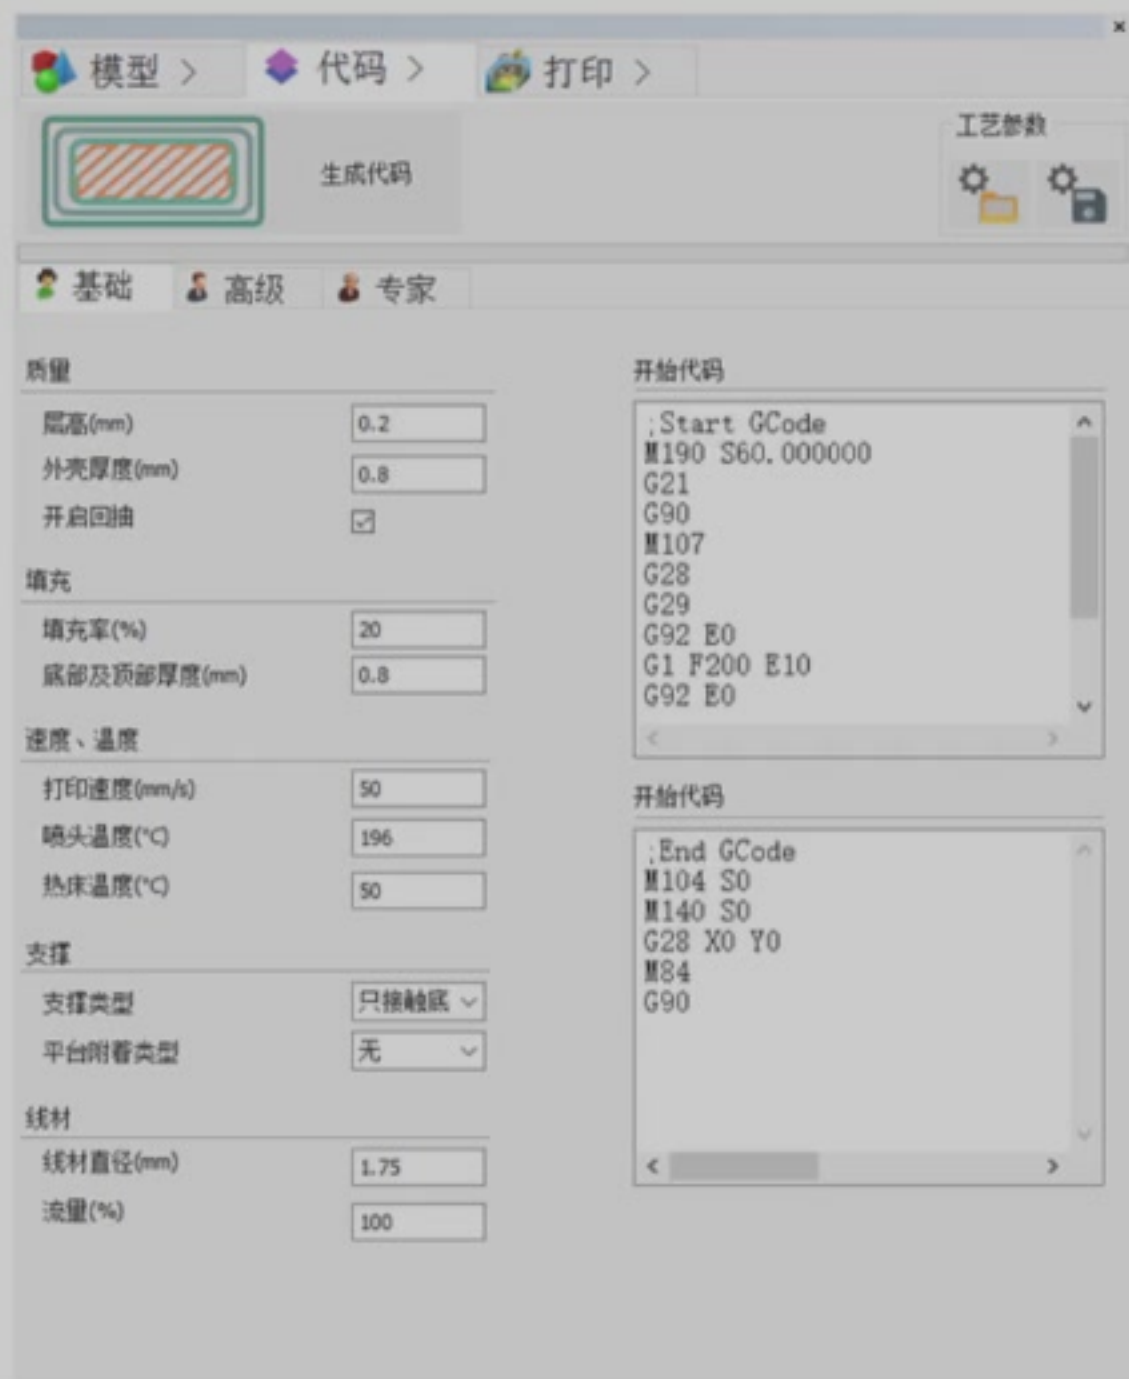 模型 > 代码 > 打印 >
生成代码
工艺参数
基础 高级 专家
质量
层高(mm) 0.2
外壳厚度(mm) 0.8
开启回抽
填充
填充率(%) 20
底部及顶部厚度(mm) 0.8
速度、温度
打印速度(mm/s) 50
喷头温度(°C) 196
热床温度(°C) 50
支撑
支撑类型 只接触底
平台附着类型 无
线材
线材直径(mm) 1.75
流量(%) 100
开始代码
;Start GCode
M190 S60.000000
G21
G90
M107
G28
G29
G92 E0
G1 F200 E10
G92 E0
开始代码
;End GCode
M104 S0
M140 S0
G28 X0 Y0
M84
G90